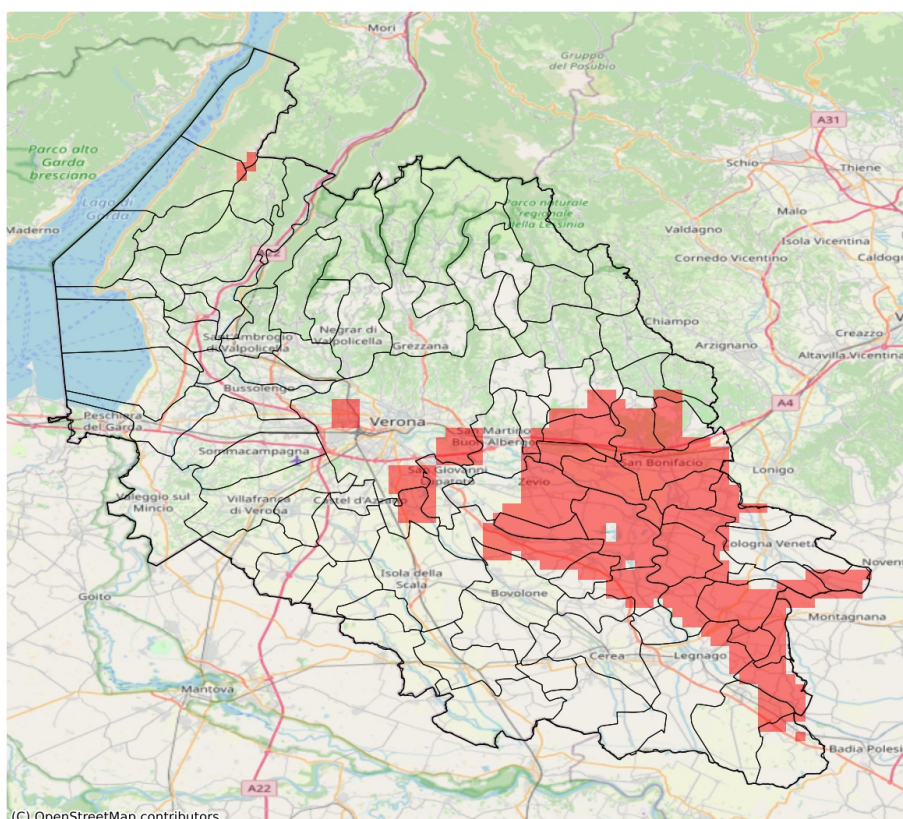 Mori
Gruppo
del Pasubio
A31
Schio
Thiene
Parco alto
Garda
bresciano
Lago di
Garda
Parco naturale
regionale
della Lessinia
Malo
Maderno
Valdagno
Isola Vicentina
Cornedo Vicentino
Caldog
A22
Chiampo
Sant'Ambrogio
di Valpolicella
Negrar di
Valpolicella
Grezzana
Arzignano
Creazzo
Altavilla Vicentina
Bussolengo
A4
Peschiera
del Garda
Verona
San Martino
Buon Albergo
Sommacampagna
San Giovanni
Lupatoto
Zevio
San Bonifacio
Lonigo
Valeggio sul
Mincio
Villafranca
di Verona
Castel d'Azzano
Cologna Veneta
Isola della
Scala
Noven
Goito
Bovolone
Montagnana
Cerea
Legnago
Mantova
Badia Polesi
A22
(C) OpenStreetMap contributors